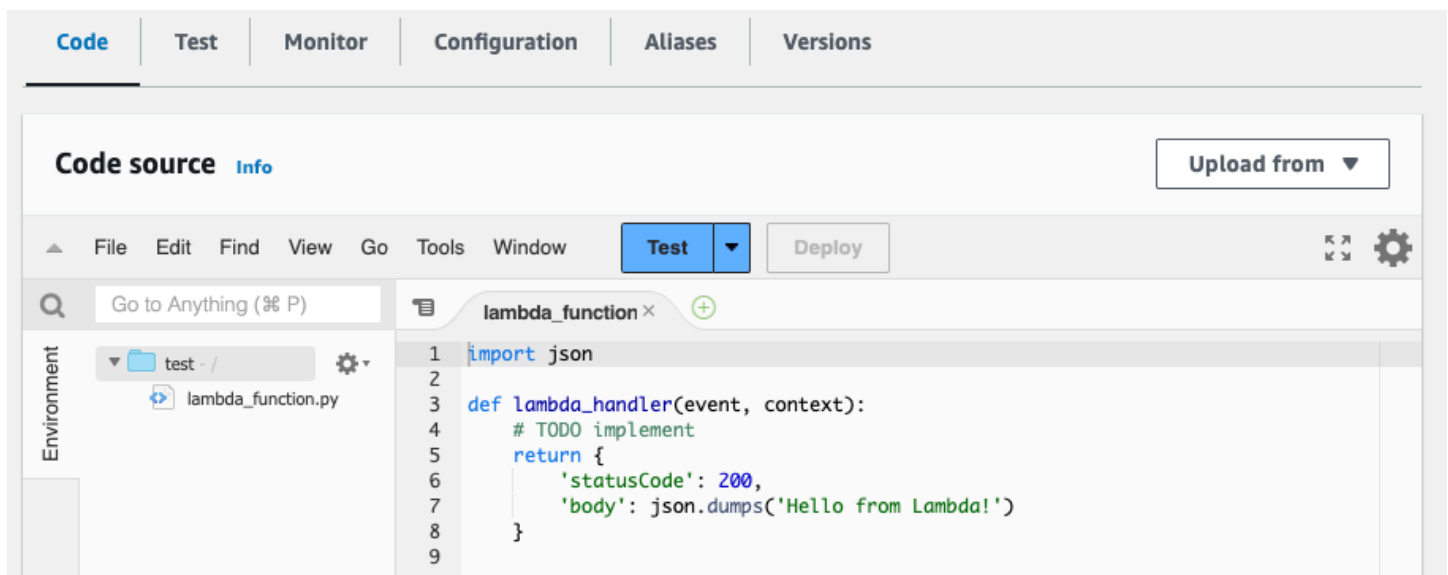 Code Test Monitor Configuration Aliases Versions
Code source Info
Upload from ▼
File Edit Find View Go Tools Window Test Deploy
Go to Anything (⌘ P)
lambda_function ×
Environment
test - /
lambda_function.py
1 import json
2
3 def lambda_handler(event, context):
4     # TODO implement
5     return {
6         'statusCode': 200,
7         'body': json.dumps('Hello from Lambda!')
8     }
9